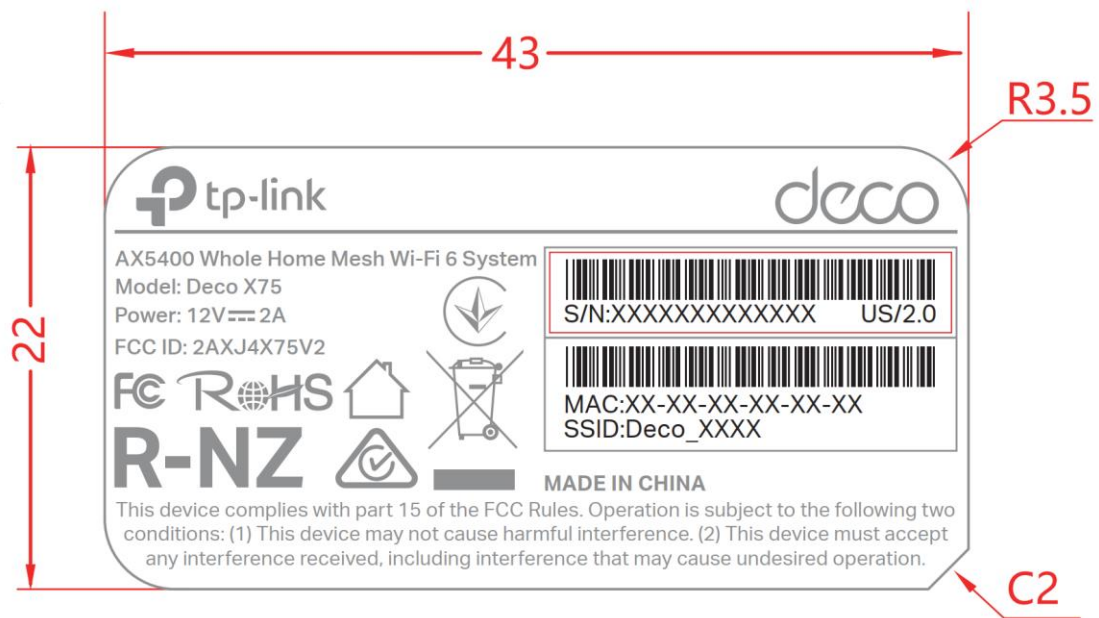 43
R3.5
tp-link
deco
AX5400 Whole Home Mesh Wi-Fi 6 System
Model: Deco X75
Power: 12V⎓2A
FCC ID: 2AXJ4X75V2
S/N:XXXXXXXXXXXXX US/2.0
MAC:XX-XX-XX-XX-XX-XX
SSID:Deco_XXXX
22
FC RoHS
R-NZ
MADE IN CHINA
This device complies with part 15 of the FCC Rules. Operation is subject to the following two
conditions: (1) This device may not cause harmful interference. (2) This device must accept
any interference received, including interference that may cause undesired operation.
C2